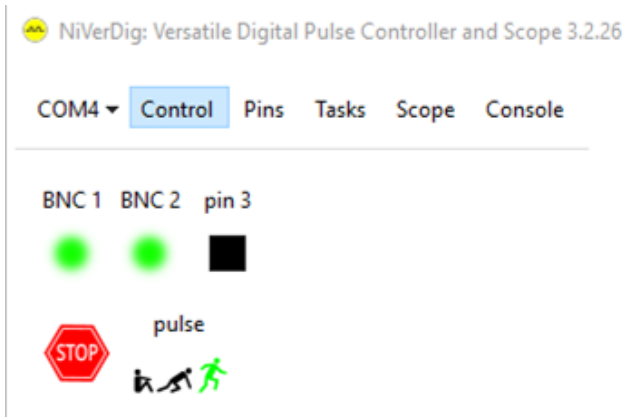 NiVerDig: Versatile Digital Pulse Controller and Scope 3.2.26
COM4 Control Pins Tasks Scope Console
BNC 1 BNC 2 pin 3
pulse
STOP